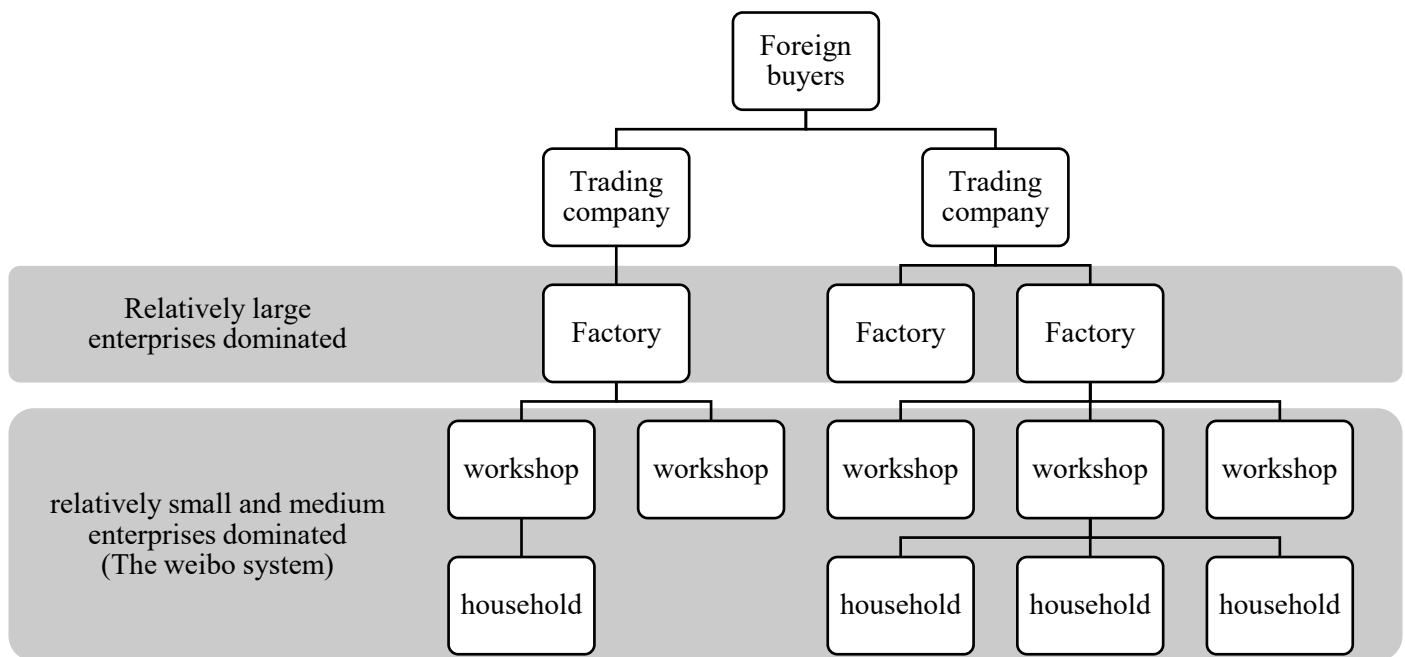 Foreign
buyers
Trading
company
Trading
company
Relatively large
enterprises dominated
Factory
Factory
Factory
relatively small and medium
enterprises dominated
(The weibo system)
workshop
workshop
workshop
workshop
workshop
household
household
household
household